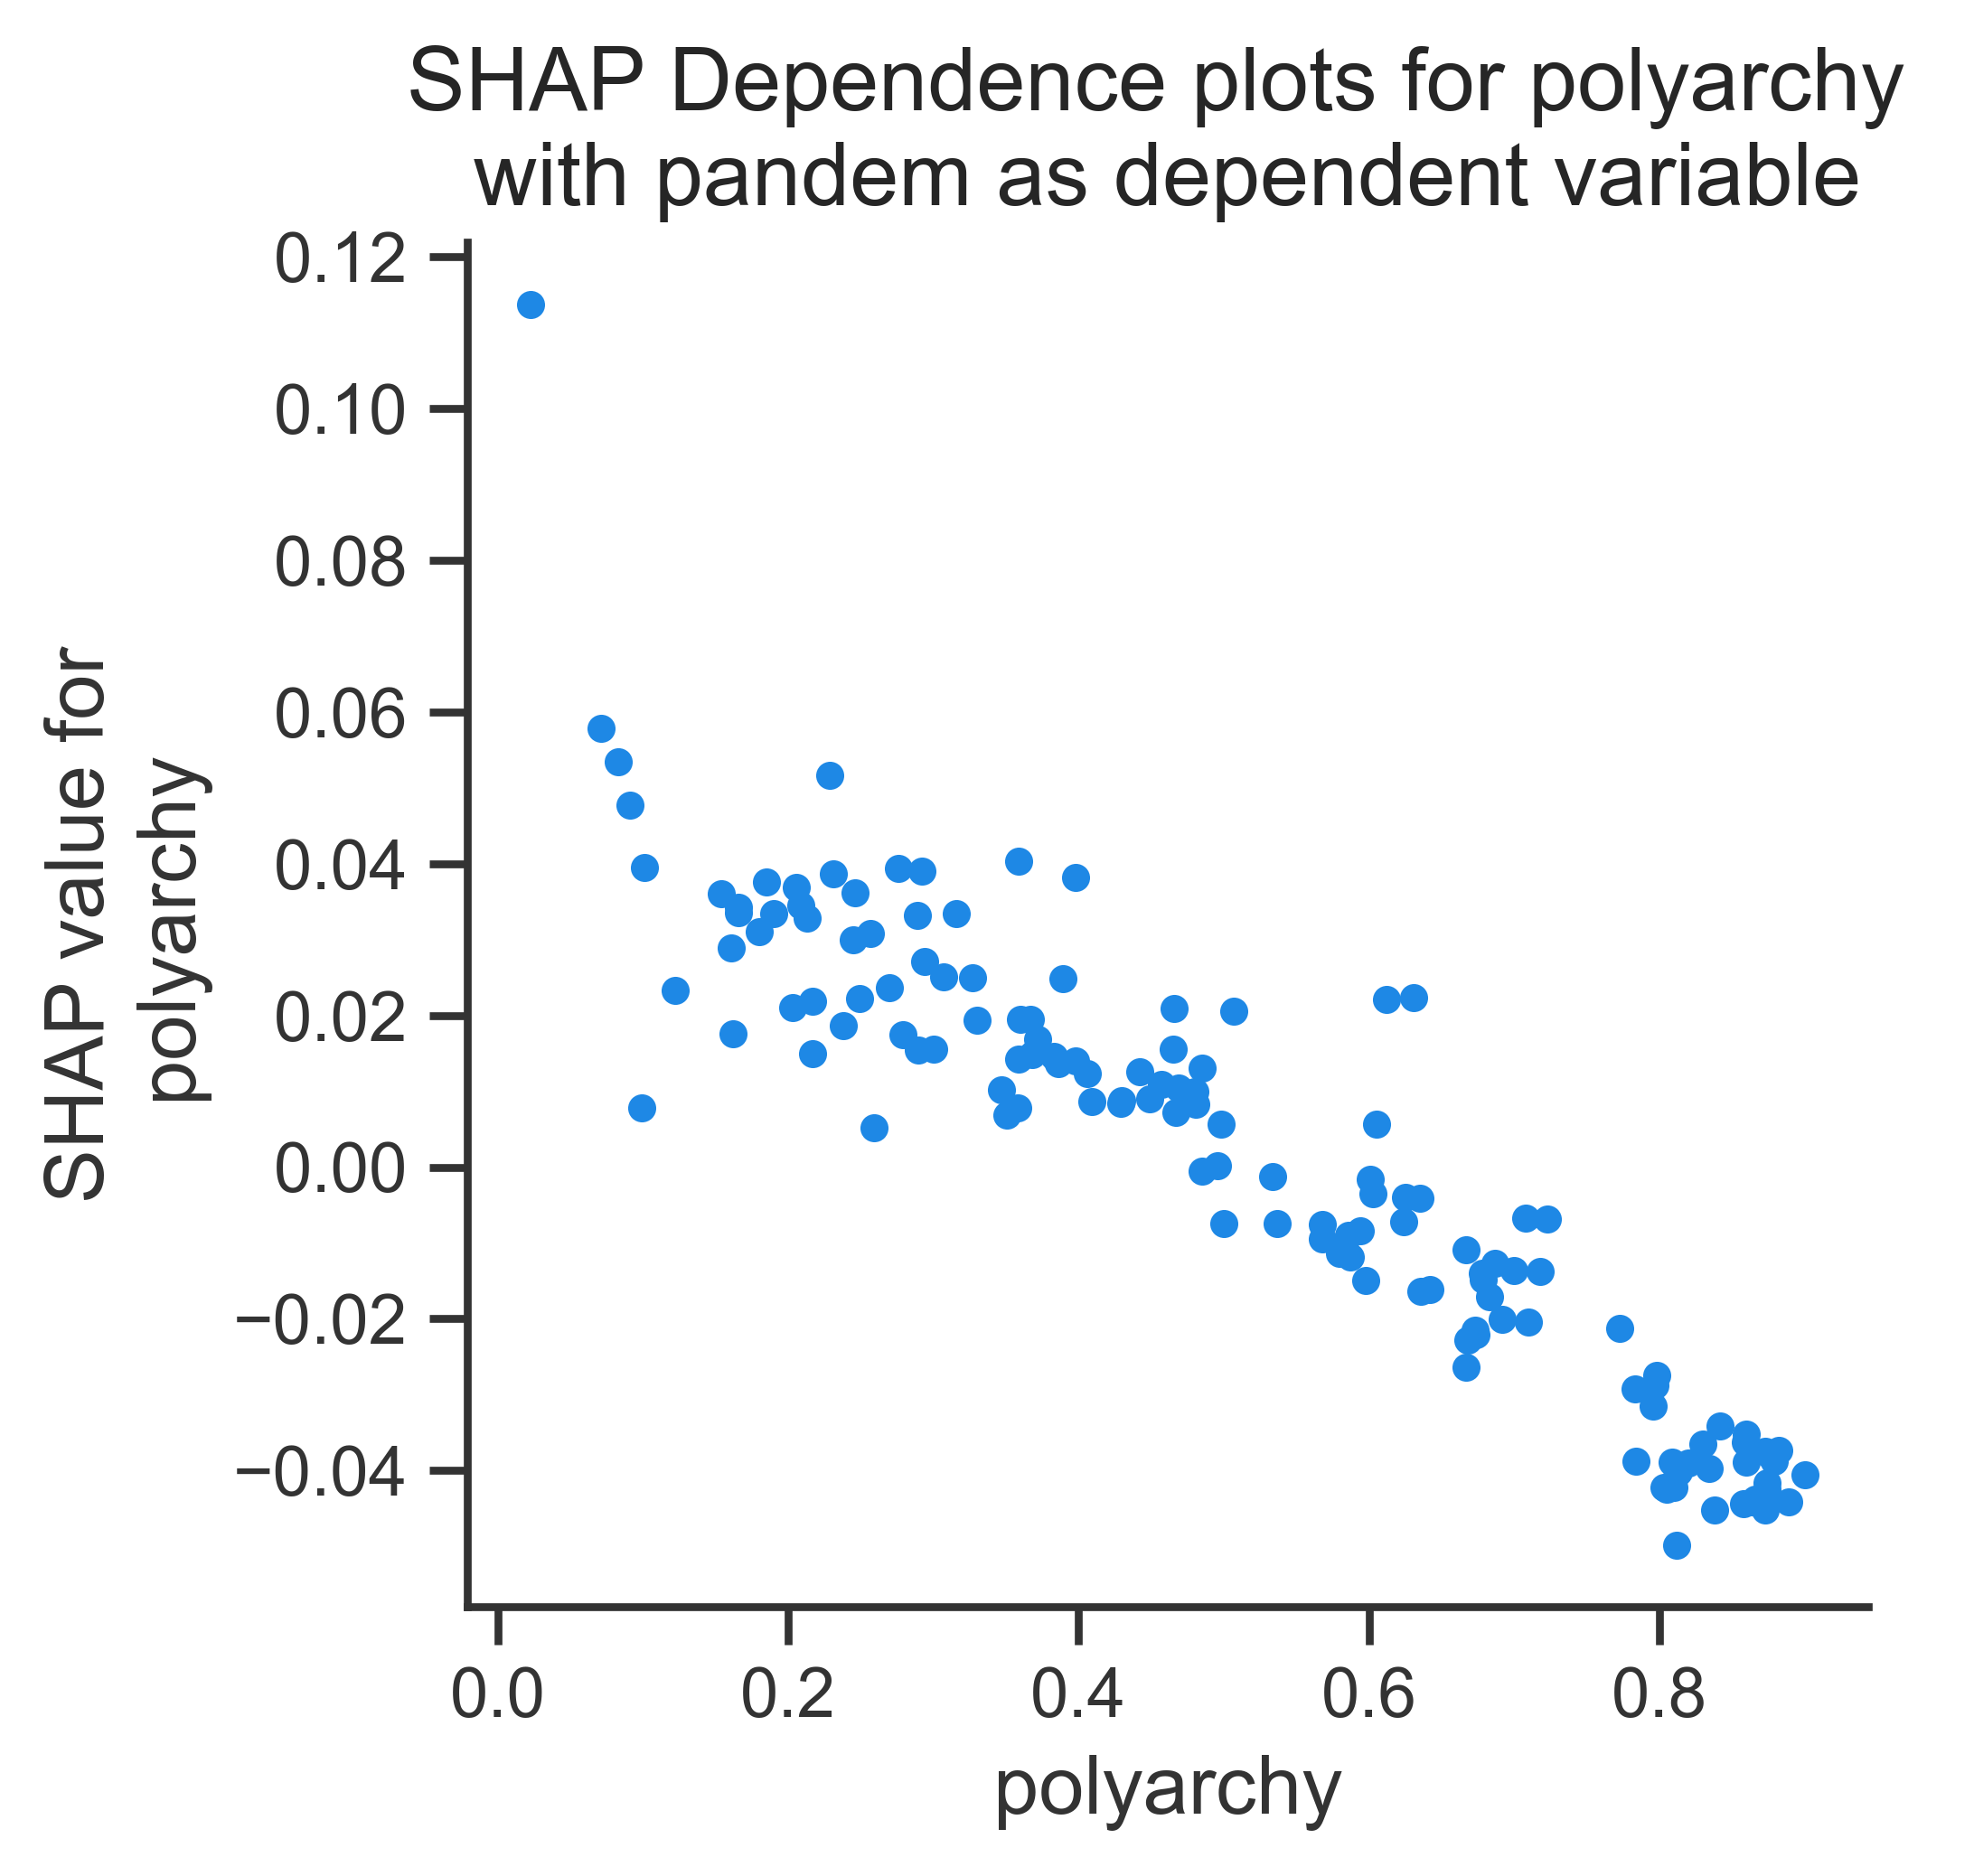 SHAP Dependence plots for polyarchy
with pandem as dependent variable
0.12
0.10
0.08
0.06
0.04
0.02
0.00
−0.02
−0.04
SHAP value for
polyarchy
0.0 0.2 0.4 0.6 0.8
polyarchy